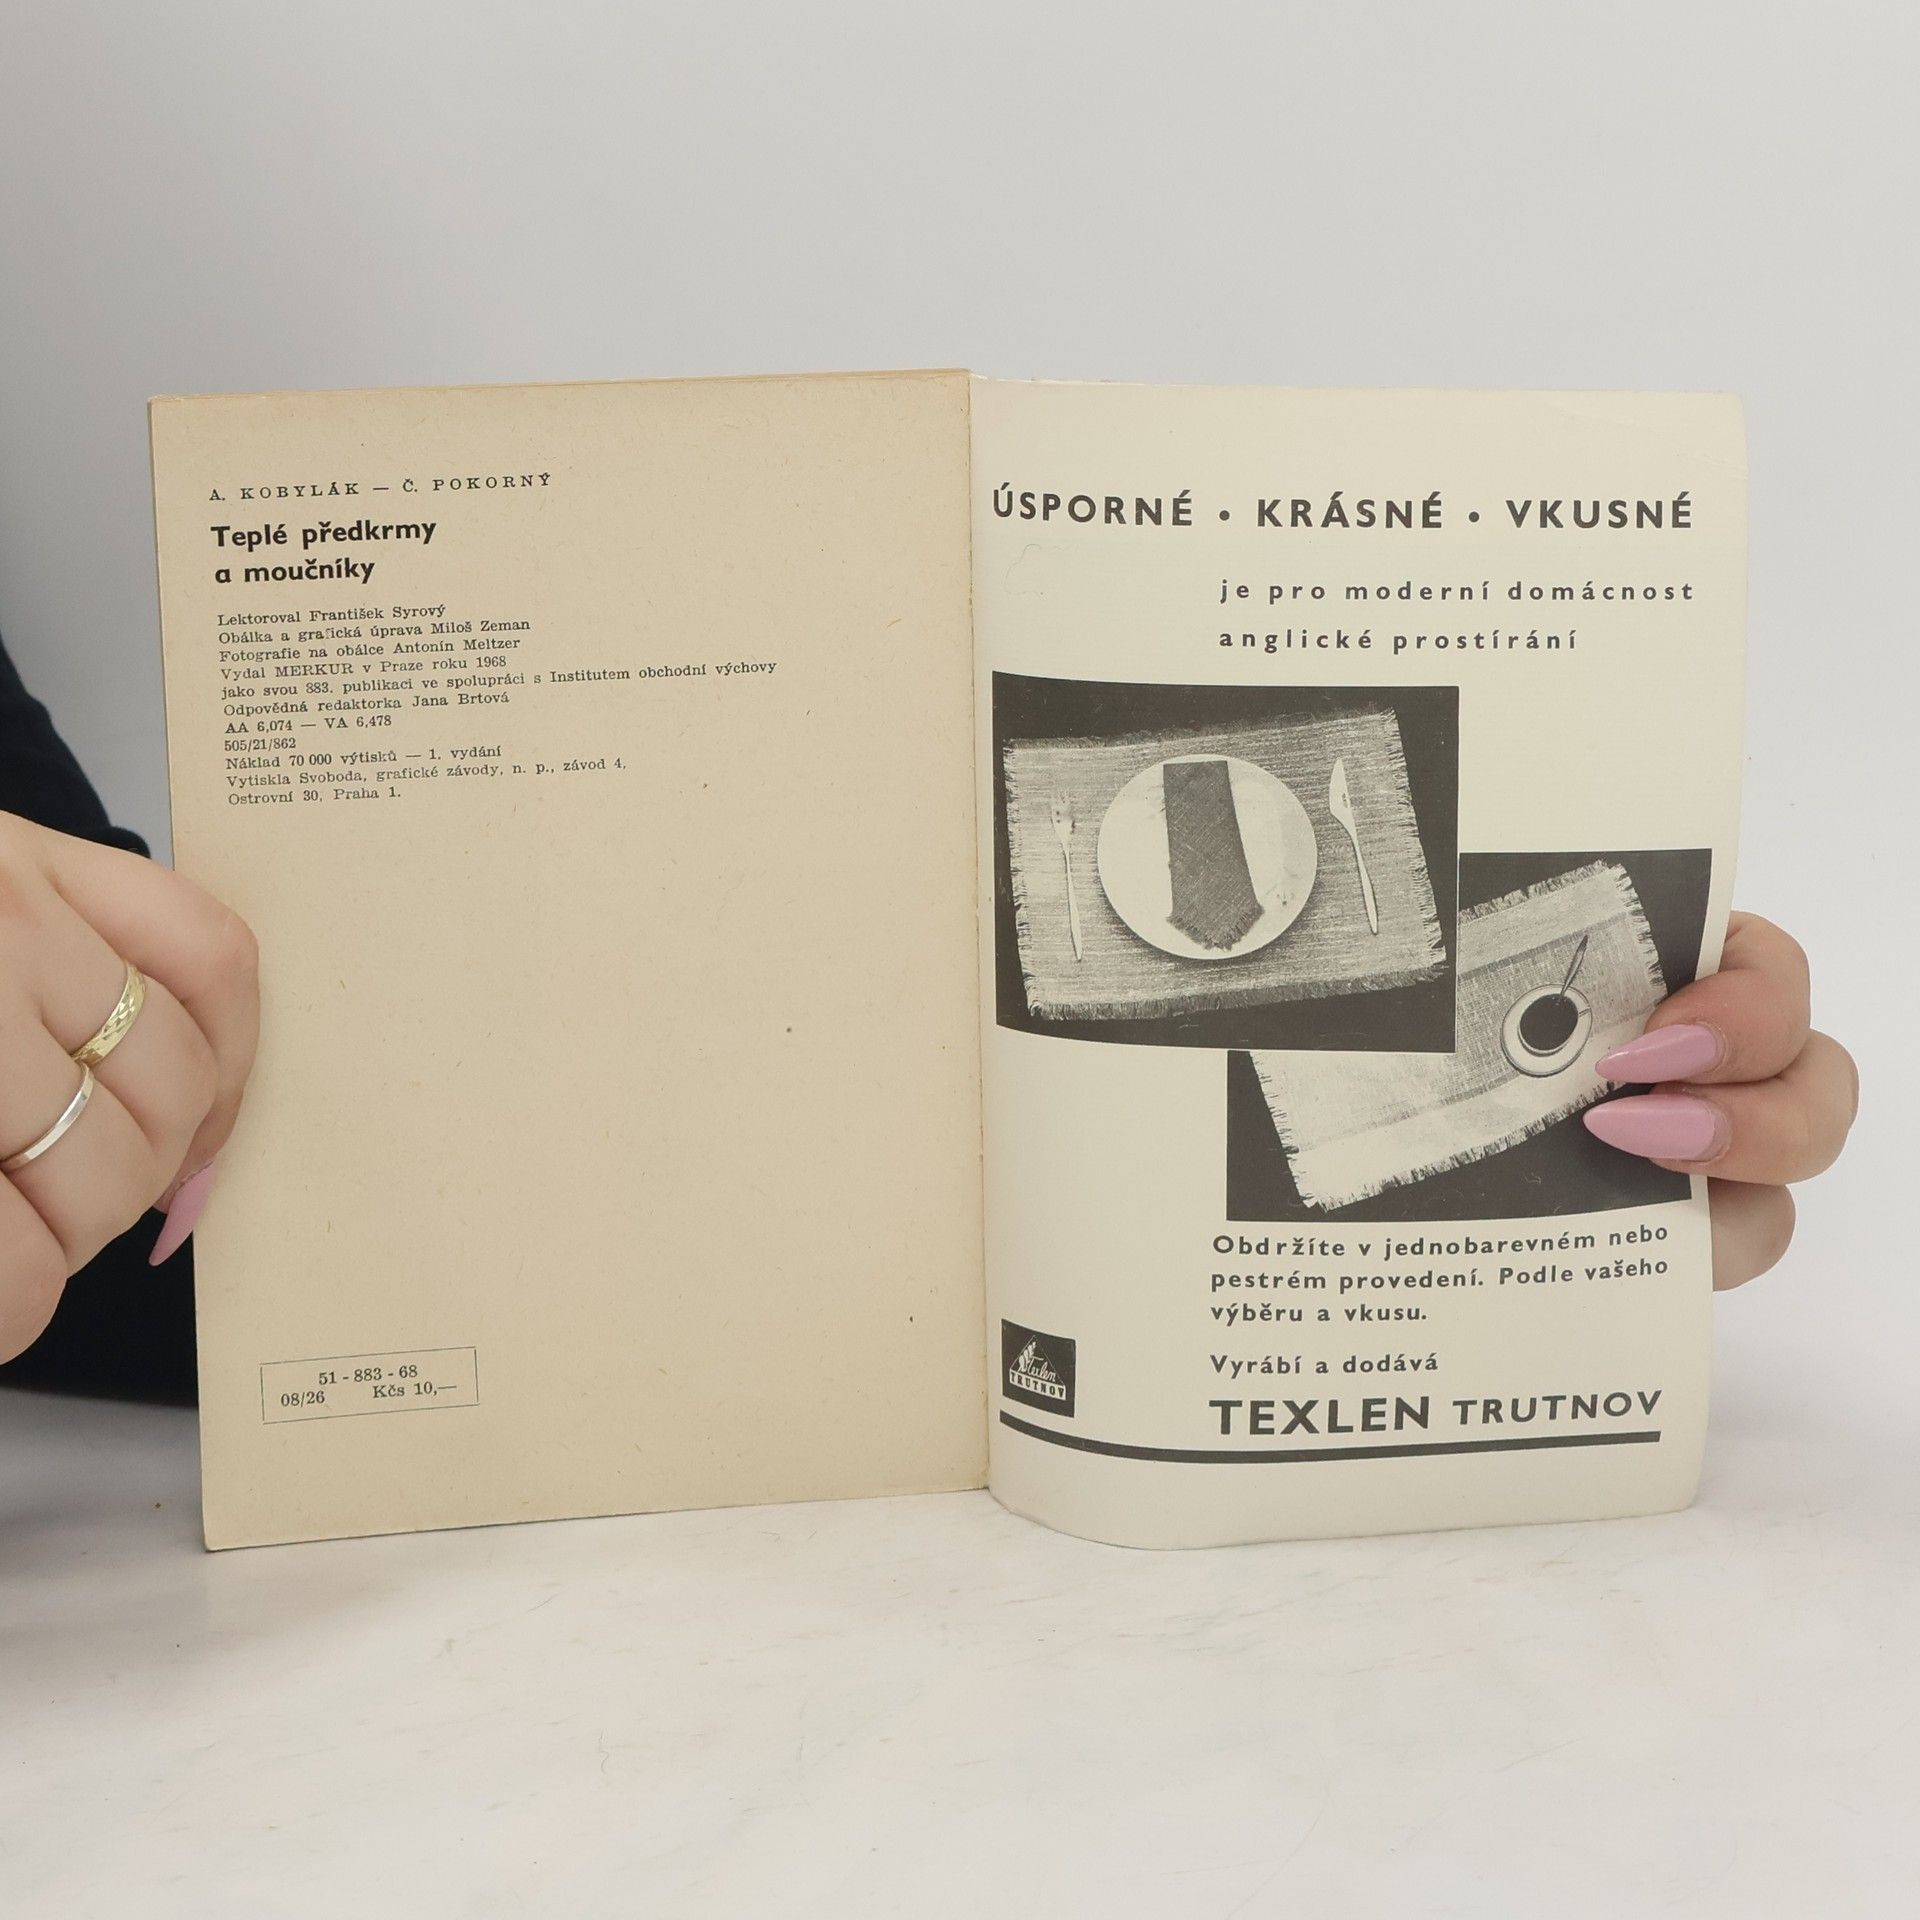 A. KOBYLÁK — Č. POKORNÝ
Teplé předkrmy
a moučníky
Lektoroval František Syrový
Obálka a grafická úprava Miloš Zeman
Fotografie na obálce Antonín Meltzer
Vydal MERKUR v Praze roku 1968
jako svou 883. publikaci ve spolupráci s Institutem obchodní výchovy
Odpovědná redaktorka Jana Brtová
AA 6,074 — VA 6,478
505/21/862
Náklad 70 000 výtisků — 1. vydání
Vytiskla Svoboda, grafické závody, n. p., závod 4,
Ostrovní 30, Praha 1.
51 - 883 - 68
08/26 Kčs 10,—
ÚSPORNÉ • KRÁSNÉ • VKUSNÉ
je pro moderní domácnost
anglické prostírání
Obdržíte v jednobarevném nebo
pestrém provedení. Podle vašeho
výběru a vkusu.
Vyrábí a dodává
Texlen
TRUTNOV
TEXLEN TRUTNOV